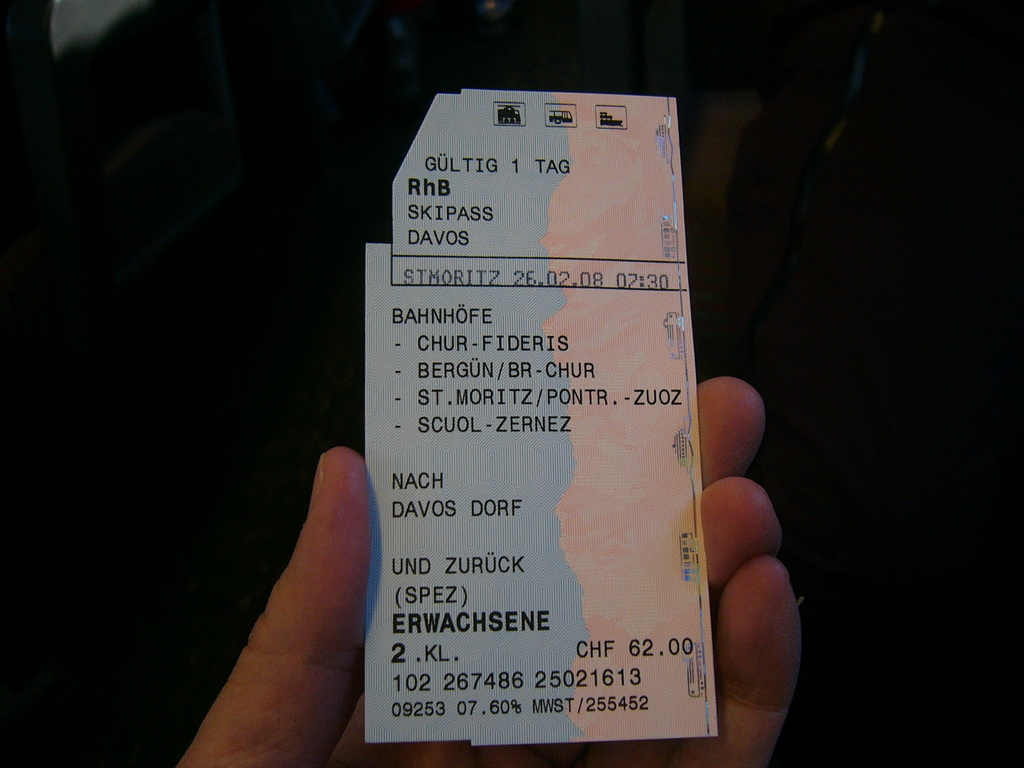 GÜLTIG 1 TAG
RhB
SKIPASS
DAVOS
STMORITZ 26.02.08 07:30
BAHNHÖFE
- CHUR-FIDERIS
- BERGÜN/BR-CHUR
- ST.MORITZ/PONTR.-ZUOZ
- SCUOL-ZERNEZ
NACH
DAVOS DORF
UND ZURÜCK
(SPEZ)
ERWACHSENE
2.KL. CHF 62.00
102 267486 25021613
09253 07.60% MWST/255452